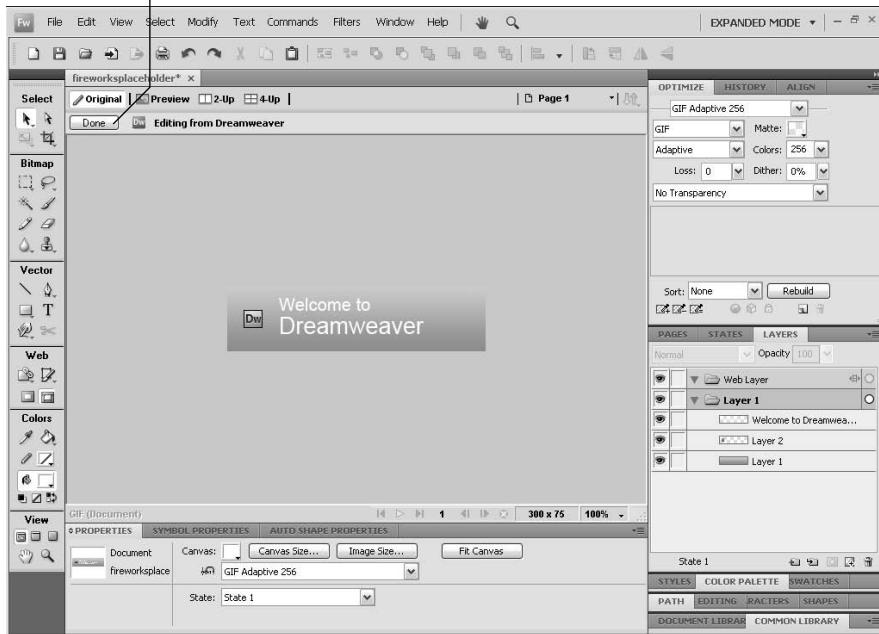 Fw File Edit View Select Modify Text Commands Filters Window Help EXPANDED MODE
fireworksplaceholder* ×
Original Preview 2-Up 4-Up Page 1
Done Dw Editing from Dreamweaver
Select
Bitmap
Vector
T
Web
Colors
View
Dw
Welcome to
Dreamweaver
GIF (Document) 1 300 x 75 100%
PROPERTIES SYMBOL PROPERTIES AUTO SHAPE PROPERTIES
Document Canvas: Canvas Size... Image Size... Fit Canvas
fireworksplace GIF Adaptive 256
State: State 1
OPTIMIZE HISTORY ALIGN
GIF Adaptive 256
GIF Matte:
Adaptive Colors: 256
Loss: 0 Dither: 0%
No Transparency
Sort: None Rebuild
PAGES STATES LAYERS
Normal Opacity 100
Web Layer
Layer 1
Welcome to Dreamwea...
Layer 2
Layer 1
State 1
STYLES COLOR PALETTE SWATCHES
PATH EDITING RACTERS SHAPES
DOCUMENT LIBRAR COMMON LIBRARY